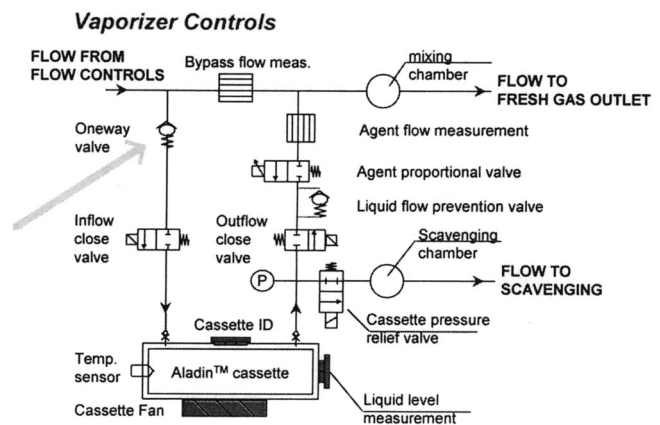 Vaporizer Controls
FLOW FROM
FLOW CONTROLS
Bypass flow meas.
mixing
chamber
FLOW TO
FRESH GAS OUTLET
Oneway
valve
Agent flow measurement
Agent proportional valve
Liquid flow prevention valve
Inflow
close
valve
Outflow
close
valve
Scavenging
chamber
P
FLOW TO
SCAVENGING
Cassette ID
Cassette pressure
relief valve
Temp.
sensor
Aladin™ cassette
Cassette Fan
Liquid level
measurement